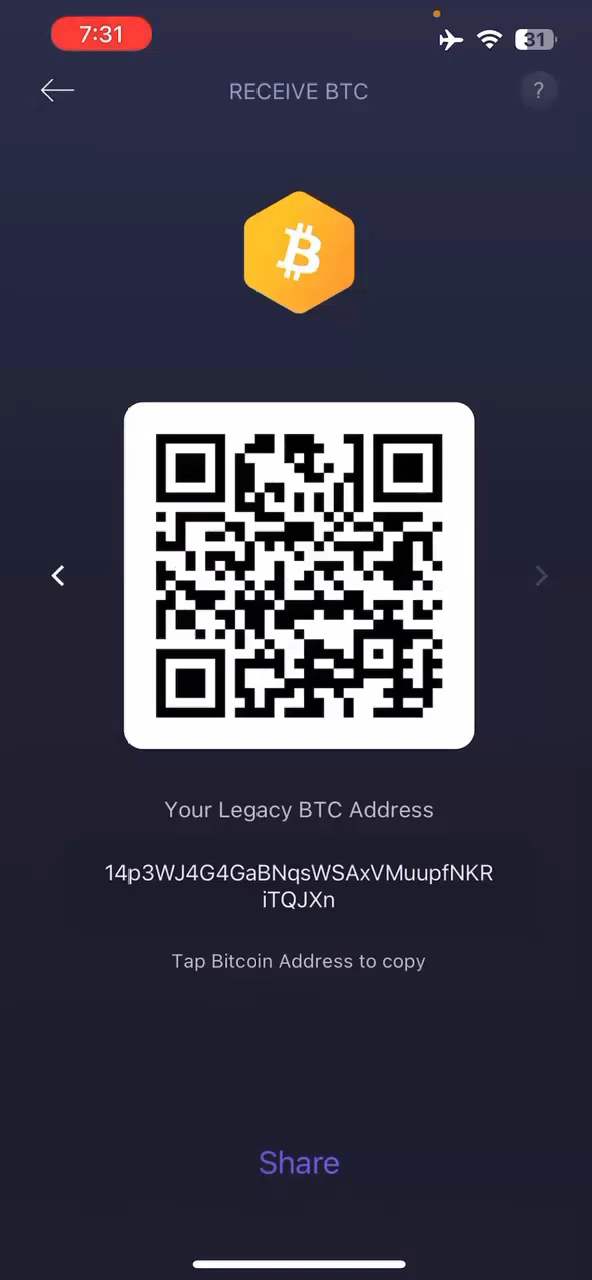 7:31
31
RECEIVE BTC
?
Your Legacy BTC Address
14p3WJ4G4GaBNqsWSAxVMuupfNKR
iTQJXn
Tap Bitcoin Address to copy
Share